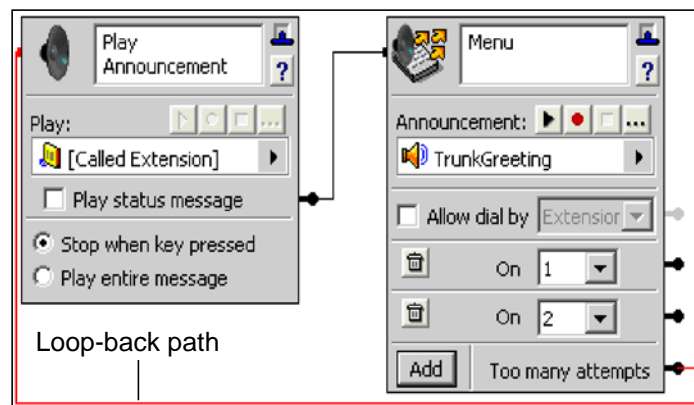 Play
Announcement
?
Play:
...
[Called Extension]
Play status message
Stop when key pressed
Play entire message
Loop-back path
Menu
?
Announcement:
...
TrunkGreeting
Allow dial by Extension
On 1
On 2
Add Too many attempts